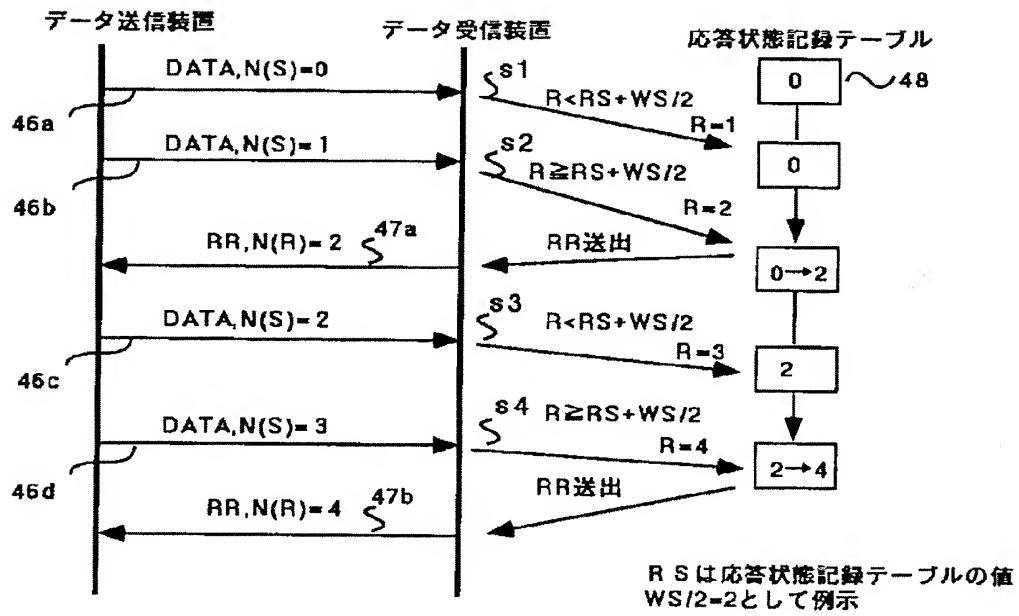 データ送信装置
データ受信装置
応答状態記録テーブル
DATA,N(S)=0
s1
0
48
46a
R<RS+WS/2
R=1
DATA,N(S)=1
s2
0
46b
R≧RS+WS/2
R=2
RR,N(R)=2
47a
RR送出
0→2
DATA,N(S)=2
s3
R<RS+WS/2
R=3
2
46c
DATA,N(S)=3
s4
R≧RS+WS/2
R=4
2→4
46d
RR,N(R)=4
47b
RR送出
RSは応答状態記録テーブルの値
WS/2=2として例示